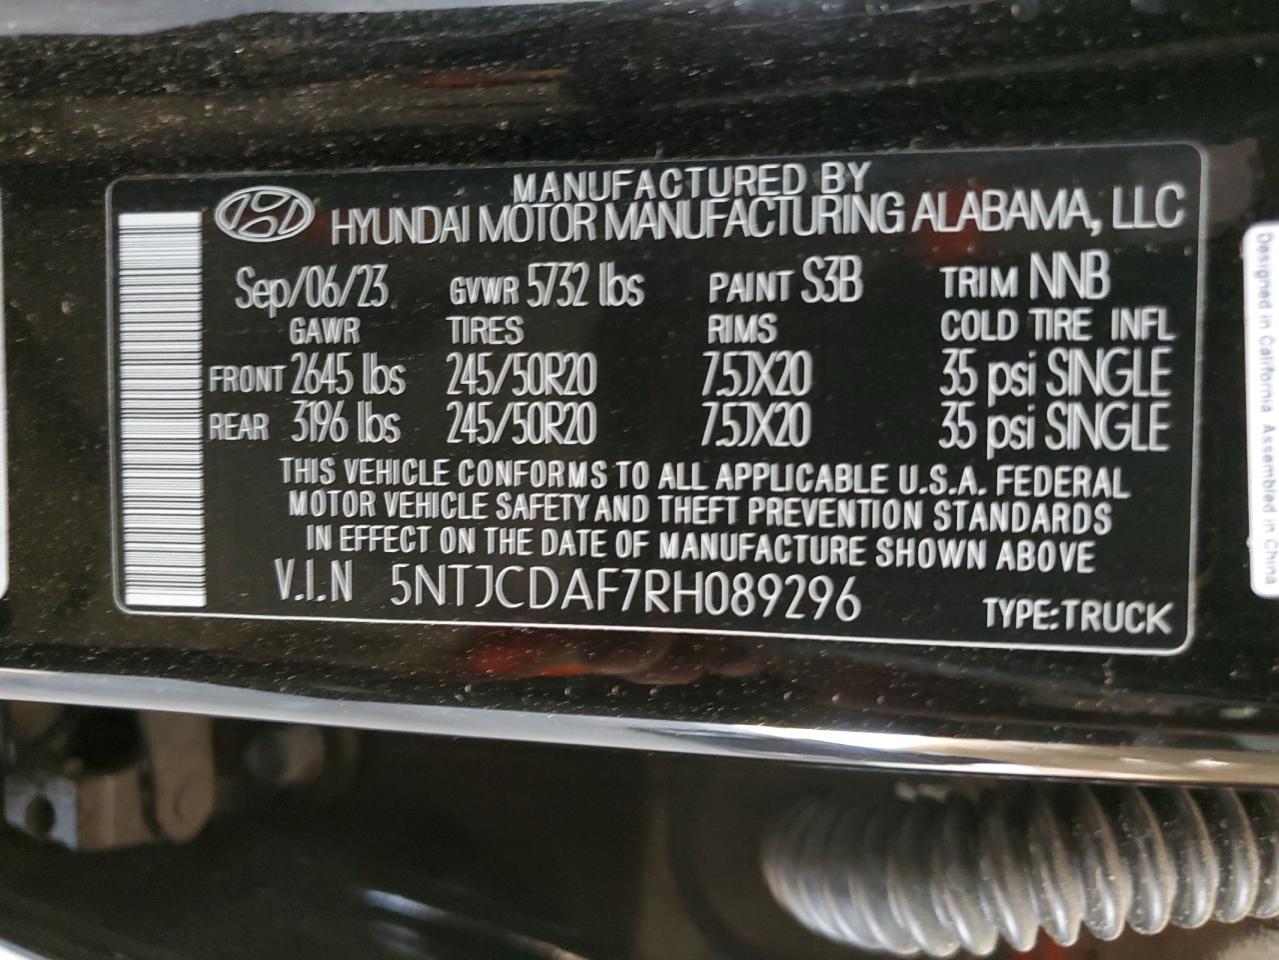 MANUFACTURED BY
HYUNDAI MOTOR MANUFACTURING ALABAMA, LLC
Sep/06/23 GVWR 5732 lbs PAINT S3B TRIM NNB
GAWR TIRES RIMS COLD TIRE INFL
FRONT 2645 lbs 245/50R20 7.5JX20 35 psi SINGLE
REAR 3196 lbs 245/50R20 7.5JX20 35 psi SINGLE
THIS VEHICLE CONFORMS TO ALL APPLICABLE U.S.A. FEDERAL
MOTOR VEHICLE SAFETY AND THEFT PREVENTION STANDARDS
IN EFFECT ON THE DATE OF MANUFACTURE SHOWN ABOVE
V.I.N 5NTJCDAF7RH089296 TYPE:TRUCK
Designed in California Assembled in China